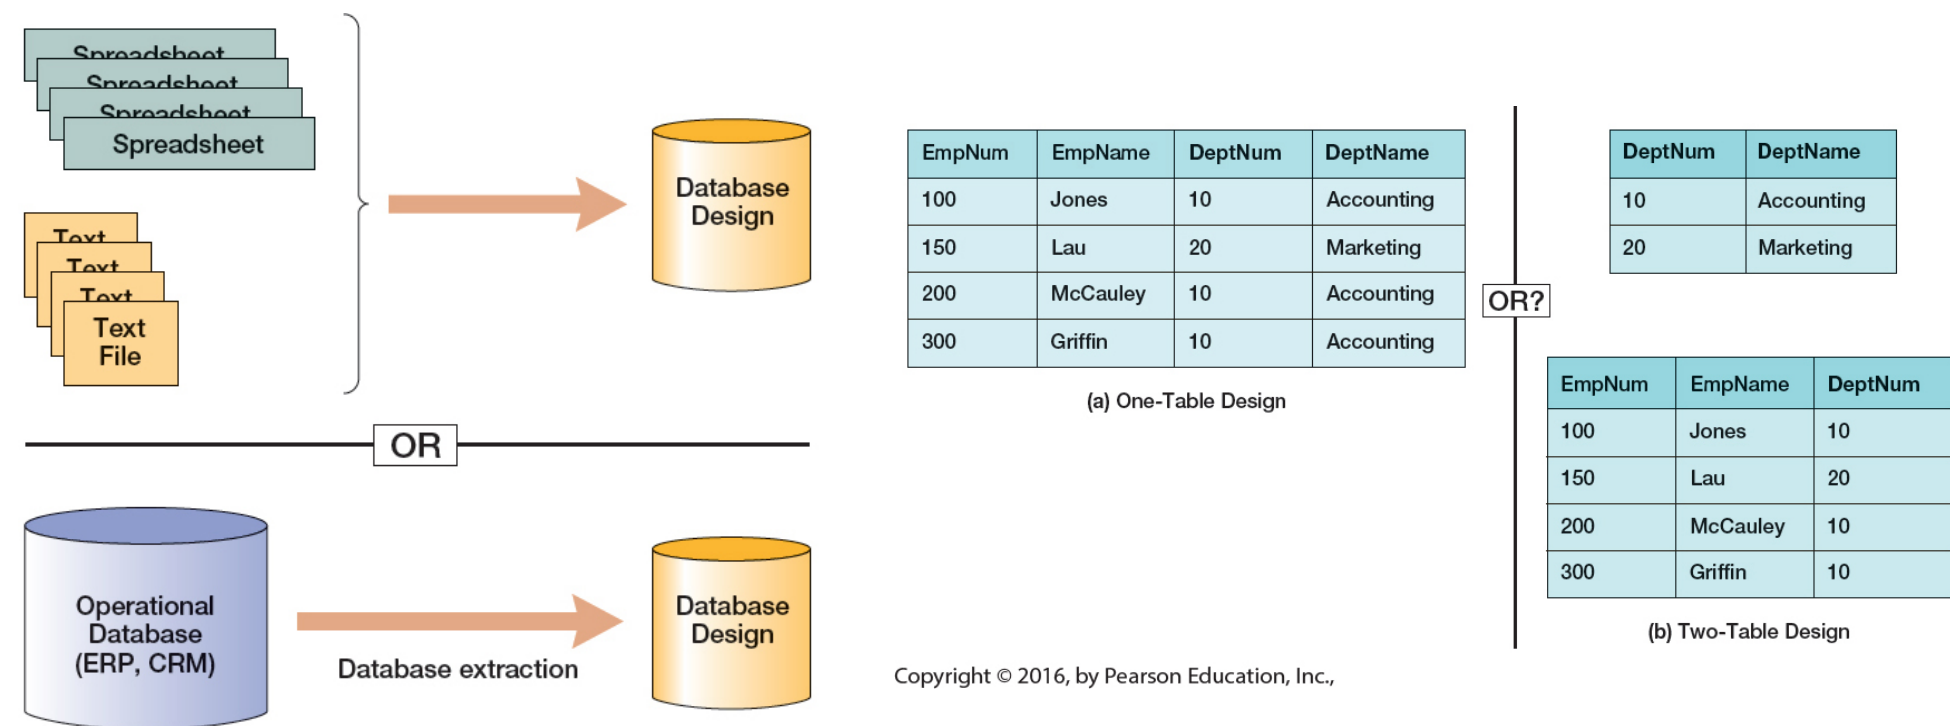 Spreadsheet
Spreadsheet
Spreadsheet
Spreadsheet
Text
Text
Text
Text
File
Database
Design
OR
Operational
Database
(ERP, CRM)
Database extraction
Database
Design
EmpNum EmpName DeptNum DeptName
100 Jones 10 Accounting
150 Lau 20 Marketing
200 McCauley 10 Accounting
300 Griffin 10 Accounting
(a) One-Table Design
OR?
DeptNum DeptName
10 Accounting
20 Marketing
EmpNum EmpName DeptNum
100 Jones 10
150 Lau 20
200 McCauley 10
300 Griffin 10
(b) Two-Table Design
Copyright © 2016, by Pearson Education, Inc.,